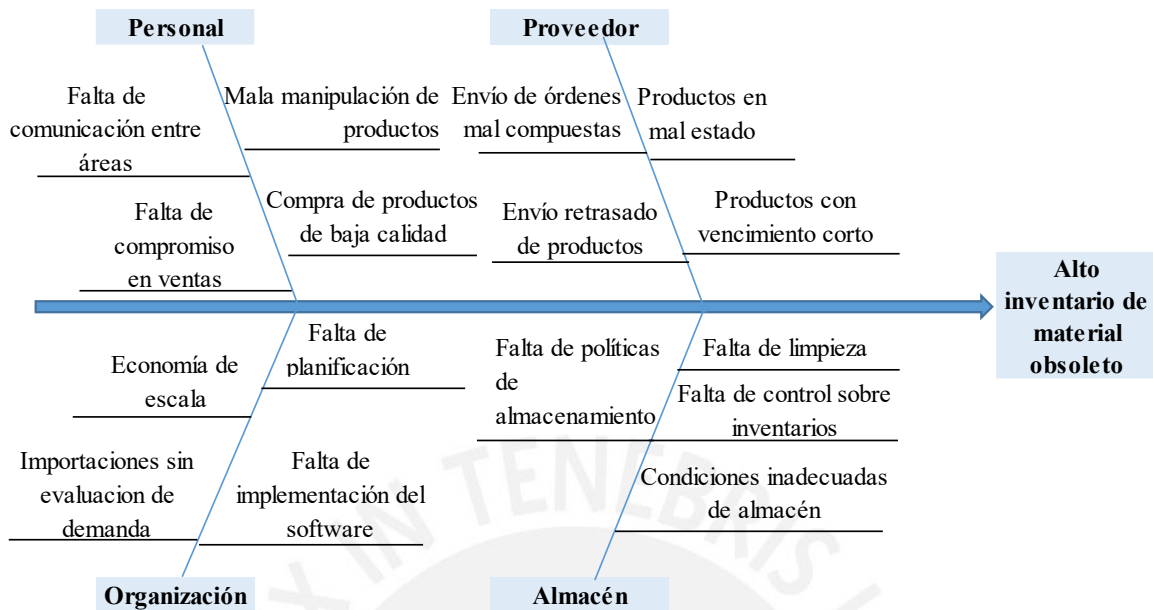 Personal
Proveedor
Falta de
comunicación entre
áreas
Mala manipulación de
productos
Envío de órdenes
mal compuestas
Productos en
mal estado
Falta de
compromiso
en ventas
Compra de productos
de baja calidad
Envío retrasado
de productos
Productos con
vencimiento corto
Alto
inventario de
material
obsoleto
Economía de
escala
Falta de
planificación
Falta de políticas
de
almacenamiento
Falta de limpieza
Falta de control sobre
inventarios
Importaciones sin
evaluacion de
demanda
Falta de
implementación del
software
Condiciones inadecuadas
de almacén
Organización
Almacén
X IN TENEBRIS